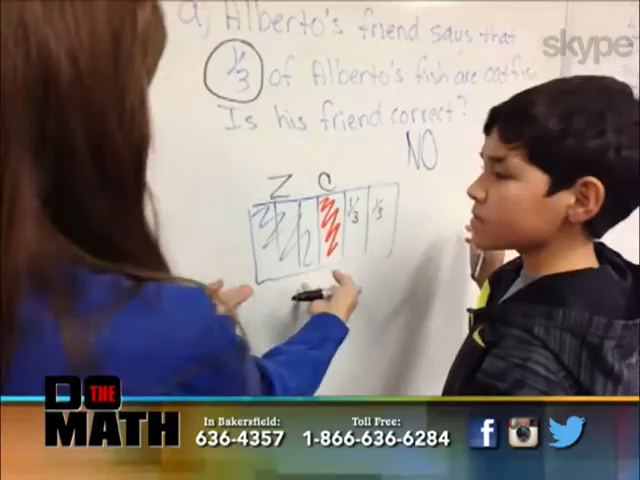 skype
a) Alberto's friend says that
1/3 of Alberto's fish are catfish.
Is his friend correct?
NO
Z C
1/3 1/3
DO THE MATH
In Bakersfield:
636-4357
Toll Free:
1-866-636-6284
f